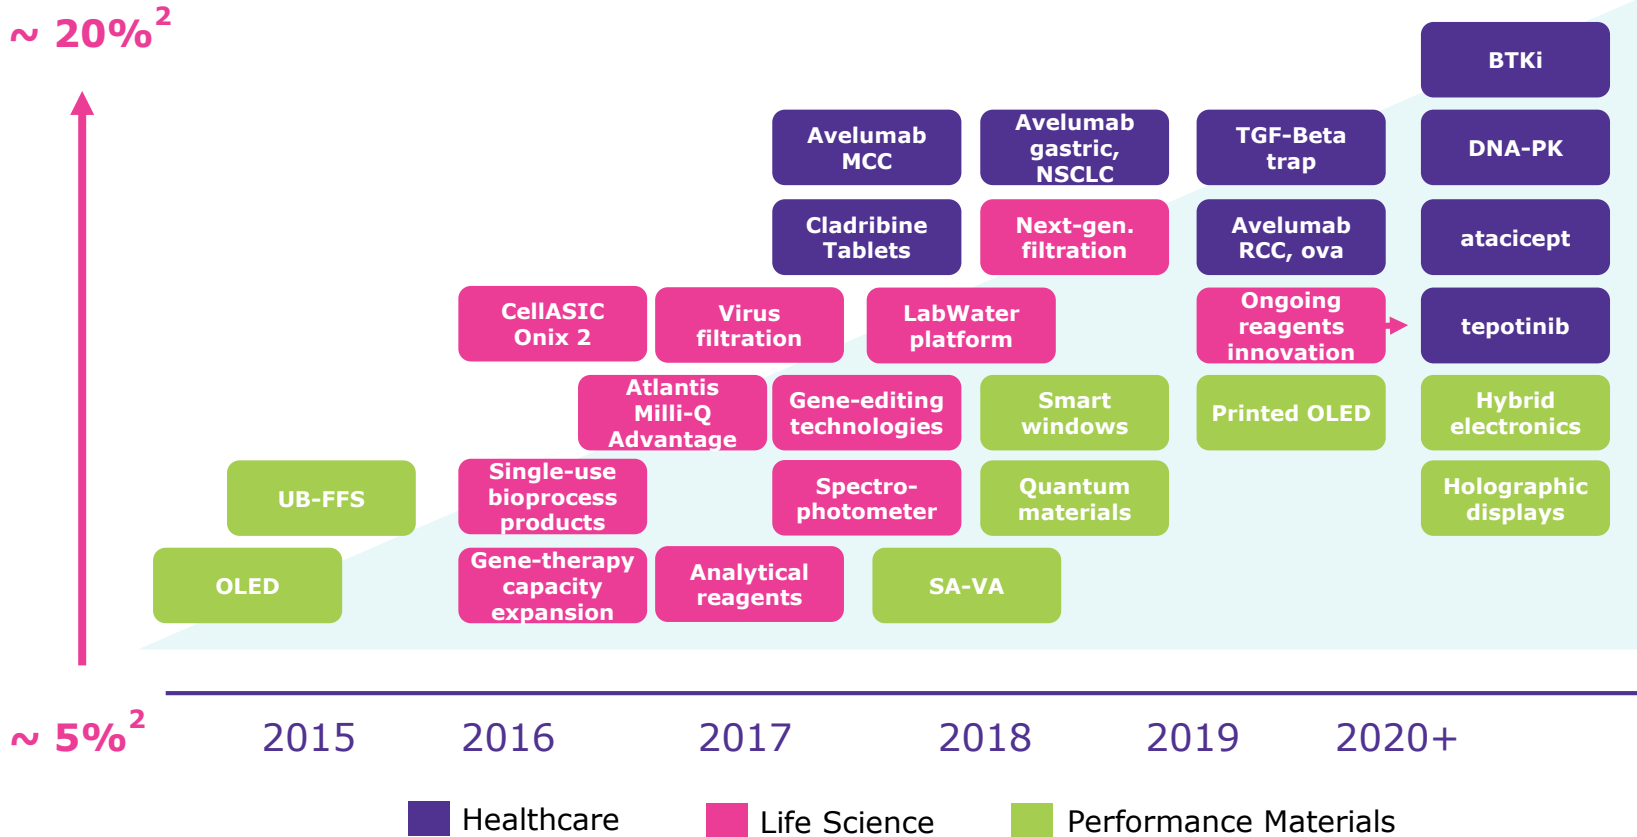 ~ 20%²
BTKi
Avelumab
MCC
Avelumab
gastric,
NSCLC
TGF-Beta
trap
DNA-PK
Cladribine
Tablets
Next-gen.
filtration
Avelumab
RCC, ova
atacicept
CellASIC
Onix 2
Virus
filtration
LabWater
platform
Ongoing
reagents
innovation
tepotinib
Atlantis
Milli-Q
Advantage
Gene-editing
technologies
Smart
windows
Printed OLED
Hybrid
electronics
UB-FFS
Single-use
bioprocess
products
Spectro-
photometer
Quantum
materials
Holographic
displays
OLED
Gene-therapy
capacity
expansion
Analytical
reagents
SA-VA
~ 5%²
2015
2016
2017
2018
2019
2020+
Healthcare
Life Science
Performance Materials